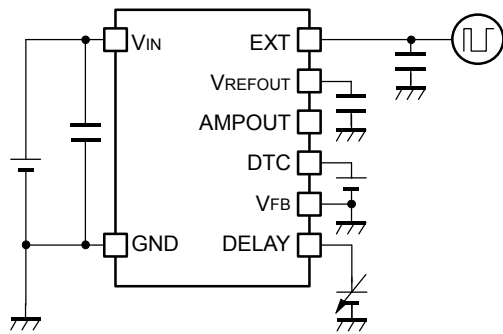 VIN
EXT
VREFOUT
AMPOUT
DTC
VFB
GND
DELAY